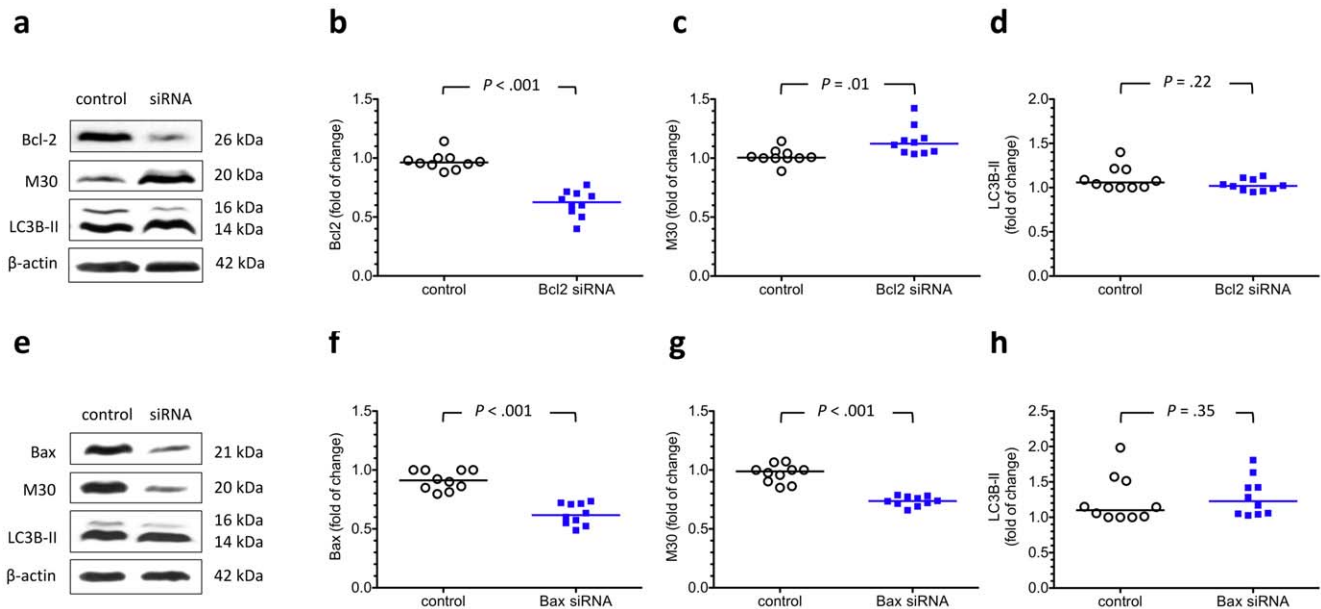 a
control siRNA
Bcl-2 26 kDa
M30 20 kDa
16 kDa
LC3B-II 14 kDa
β-actin 42 kDa
b
P < .001
1.5
1.0
0.5
0.0
Bcl2 (fold of change)
control Bcl2 siRNA
c
P = .01
1.5
1.0
0.5
0.0
M30 (fold of change)
control Bcl2 siRNA
d
P = .22
2.0
1.5
1.0
0.5
0.0
LC3B-II
(fold of change)
control Bcl2 siRNA
e
control siRNA
Bax 21 kDa
M30 20 kDa
16 kDa
LC3B-II 14 kDa
β-actin 42 kDa
f
P < .001
1.5
1.0
0.5
0.0
Bax (fold of change)
control Bax siRNA
g
P < .001
1.5
1.0
0.5
0.0
M30 (fold of change)
control Bax siRNA
h
P = .35
2.5
2.0
1.5
1.0
0.5
0.0
LC3B-II
(fold of change)
control Bax siRNA